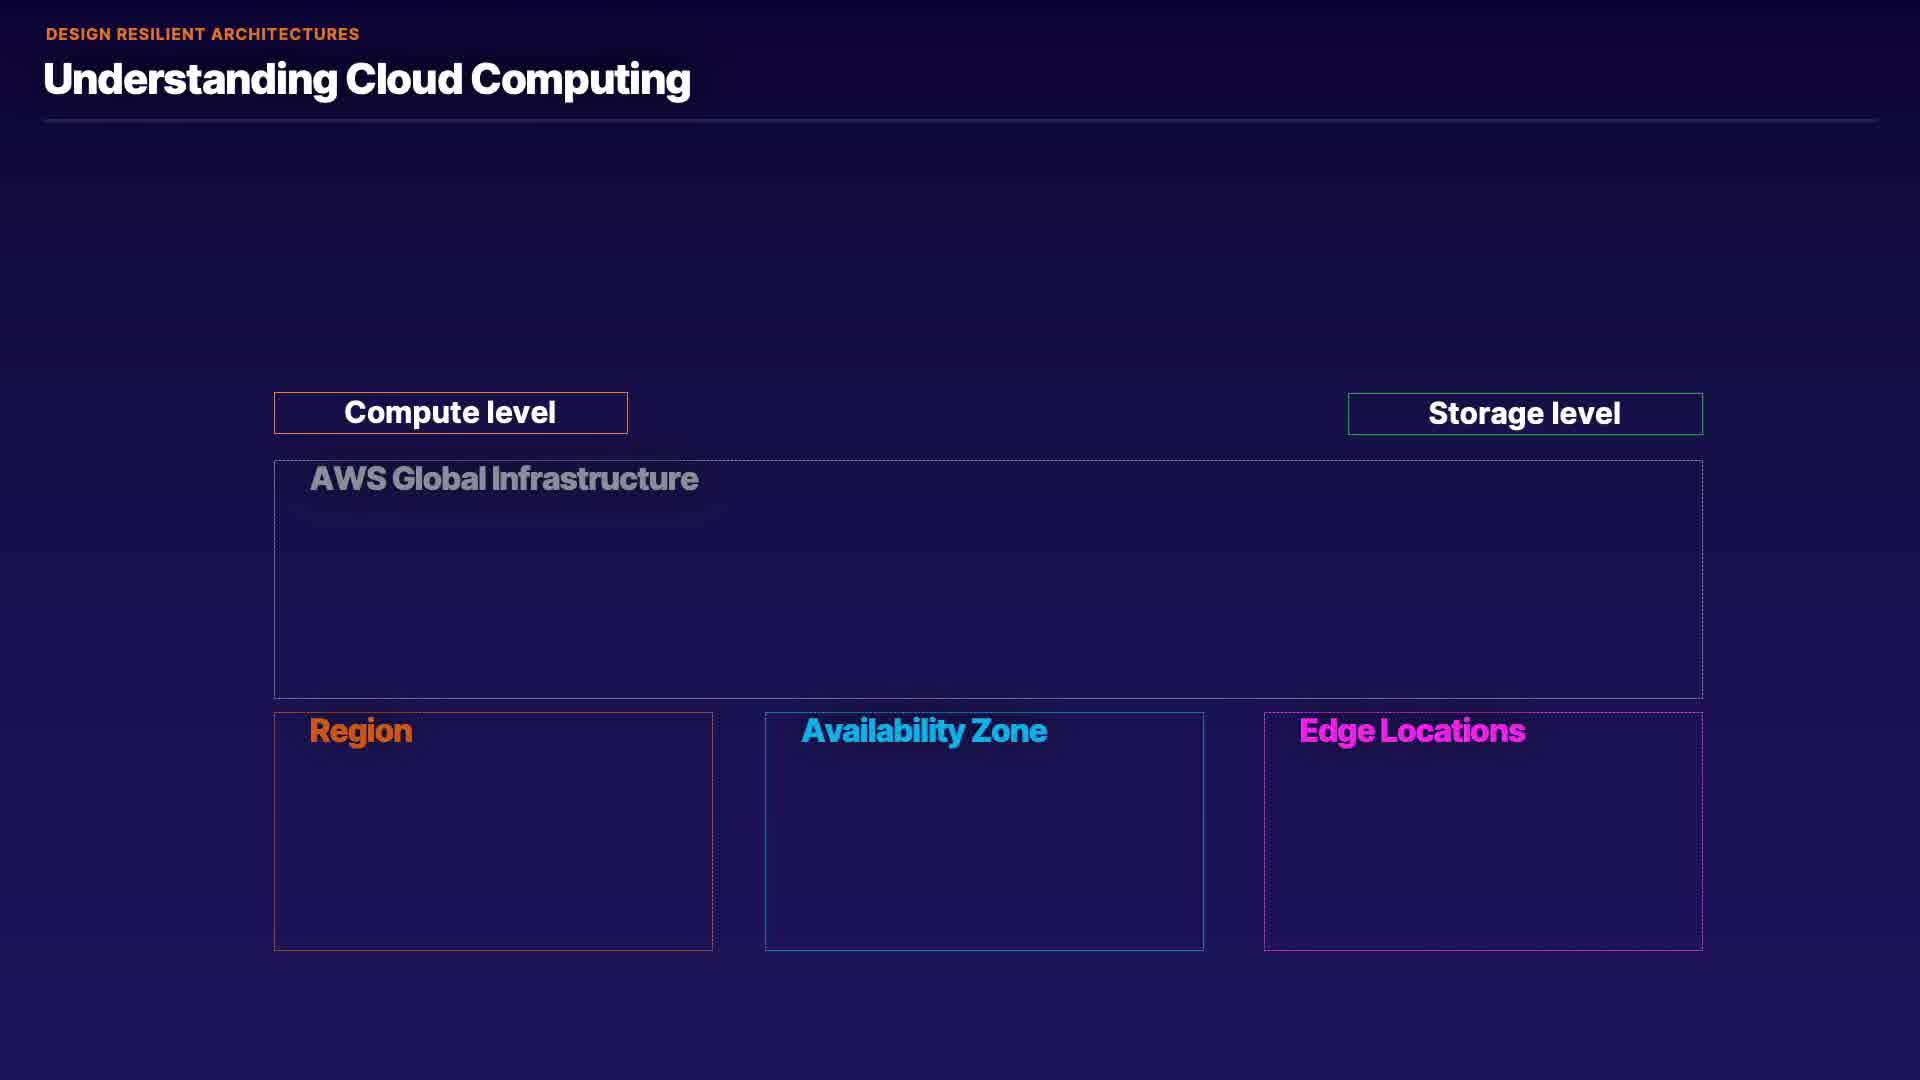 DESIGN RESILIENT ARCHITECTURES
Understanding Cloud Computing
Compute level
Storage level
AWS Global Infrastructure
Region
Availability Zone
Edge Locations